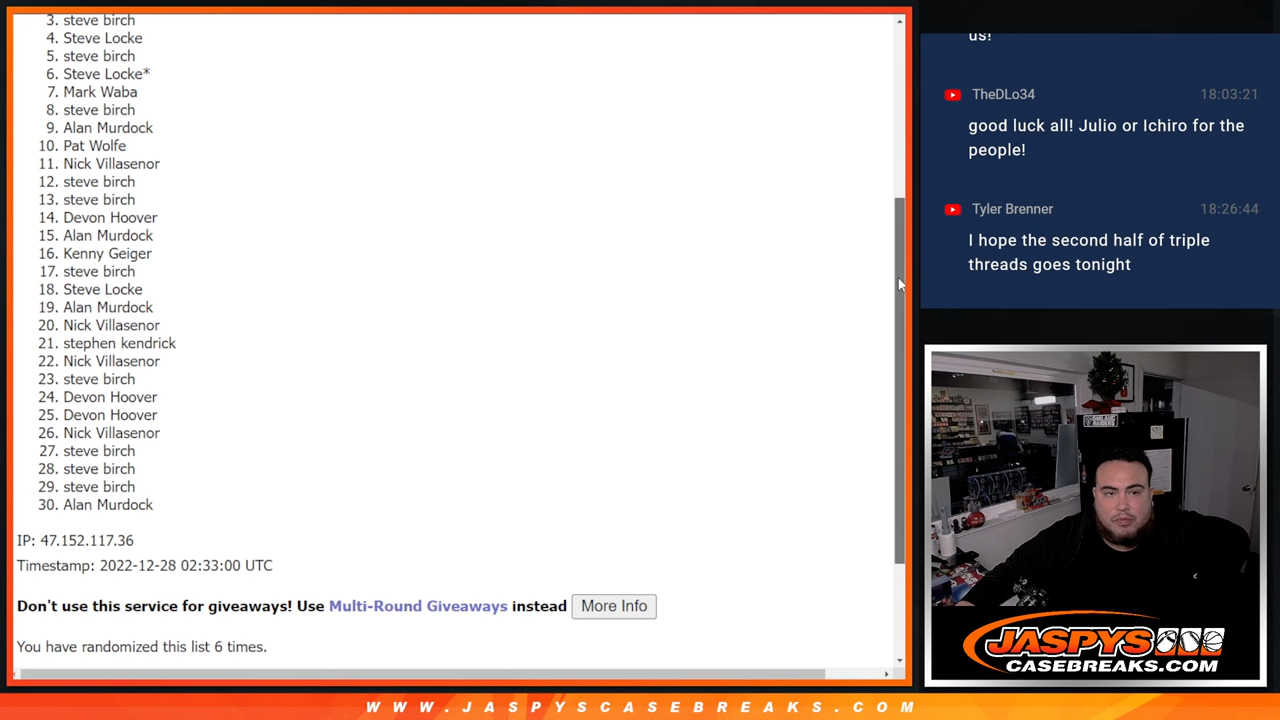 3. steve birch
4. Steve Locke
5. steve birch
6. Steve Locke*
7. Mark Waba
8. steve birch
9. Alan Murdock
10. Pat Wolfe
11. Nick Villasenor
12. steve birch
13. steve birch
14. Devon Hoover
15. Alan Murdock
16. Kenny Geiger
17. steve birch
18. Steve Locke
19. Alan Murdock
20. Nick Villasenor
21. stephen kendrick
22. Nick Villasenor
23. steve birch
24. Devon Hoover
25. Devon Hoover
26. Nick Villasenor
27. steve birch
28. steve birch
29. steve birch
30. Alan Murdock
IP: 47.152.117.36
Timestamp: 2022-12-28 02:33:00 UTC
Don't use this service for giveaways! Use Multi-Round Giveaways instead More Info
You have randomized this list 6 times.
us!
TheDLo34 18:03:21
good luck all! Julio or Ichiro for the
people!
Tyler Brenner 18:26:44
I hope the second half of triple
threads goes tonight
JASPYS
CASEBREAKS.COM
WWW.JASPYSCASEBREAKS.COM